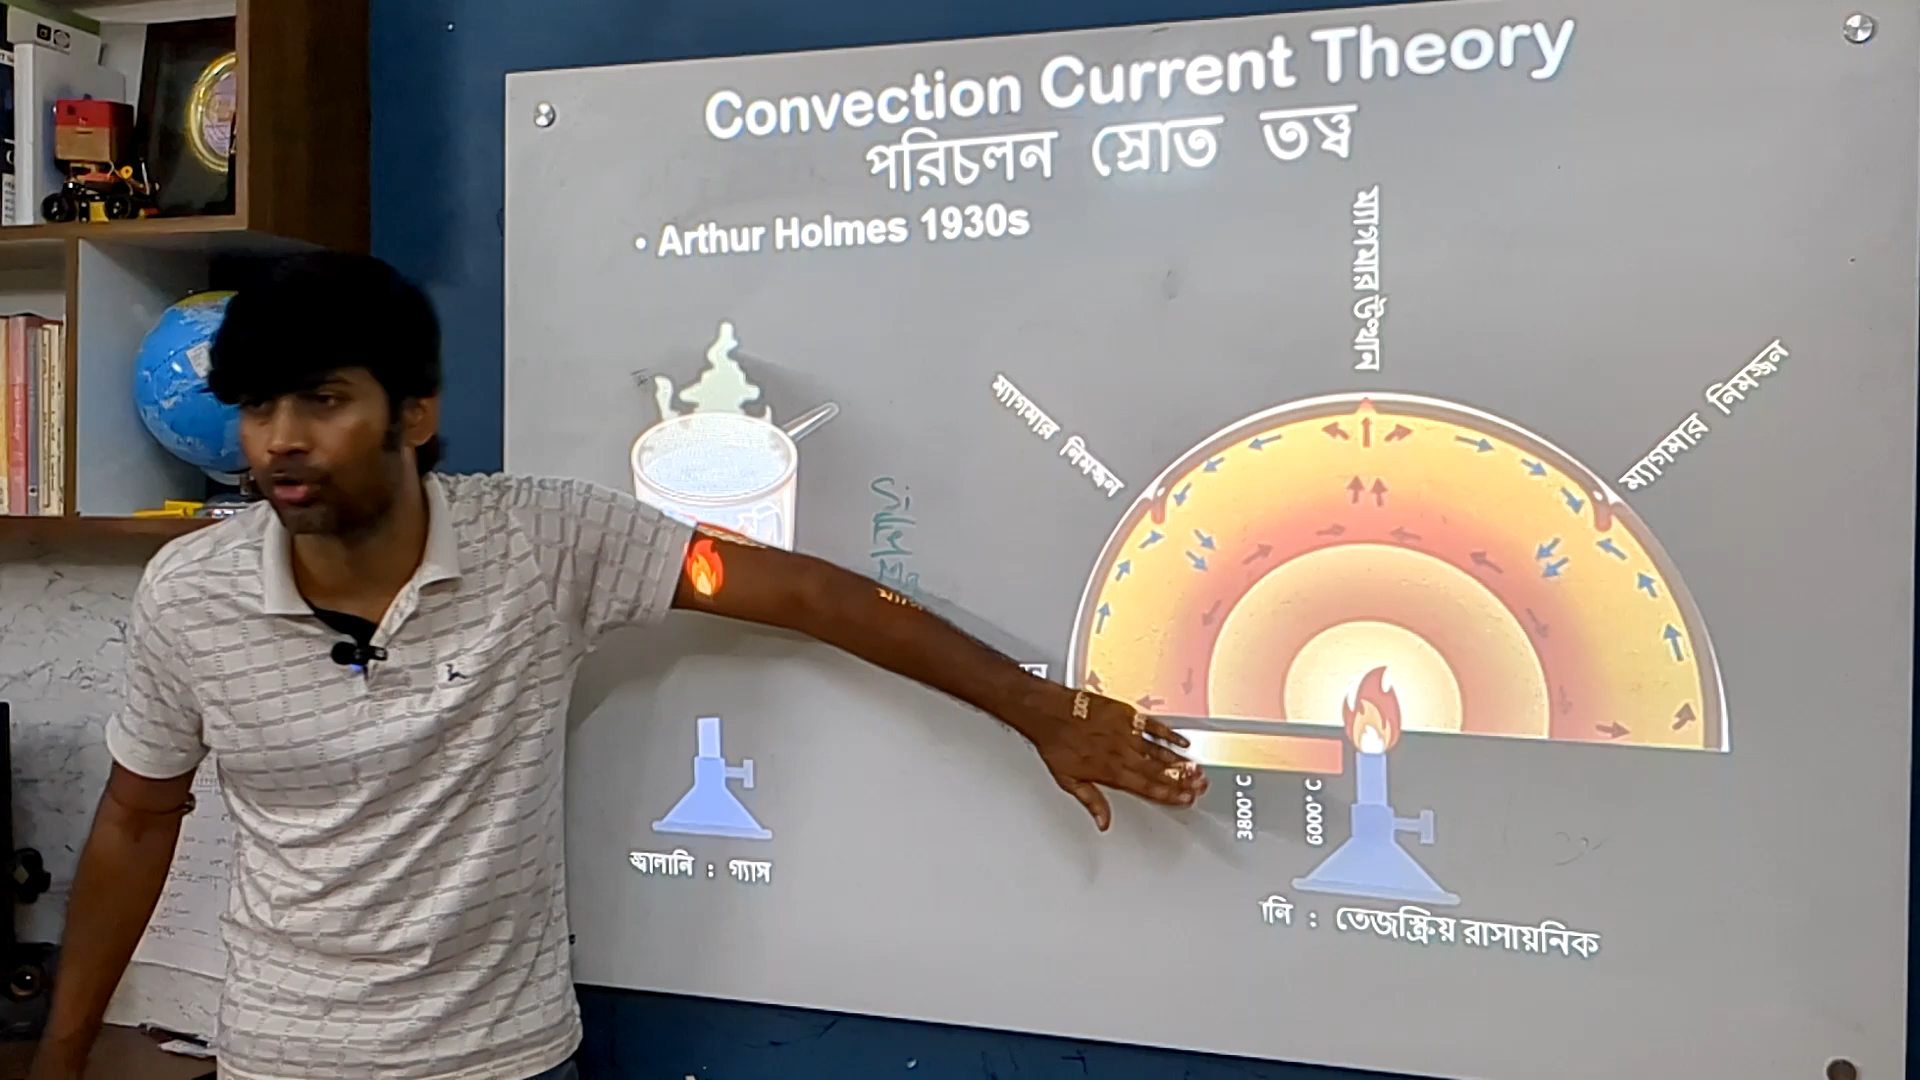 Convection Current Theory
পরিচলন স্রোত তত্ত্ব
• Arthur Holmes 1930s
ম্যাগমার উত্থান
ম্যাগমার নিমজ্জন
ম্যাগমার নিমজ্জন
3800° C
6000° C
জ্বালানি : গ্যাস
নি : তেজস্ক্রিয় রাসায়নিক